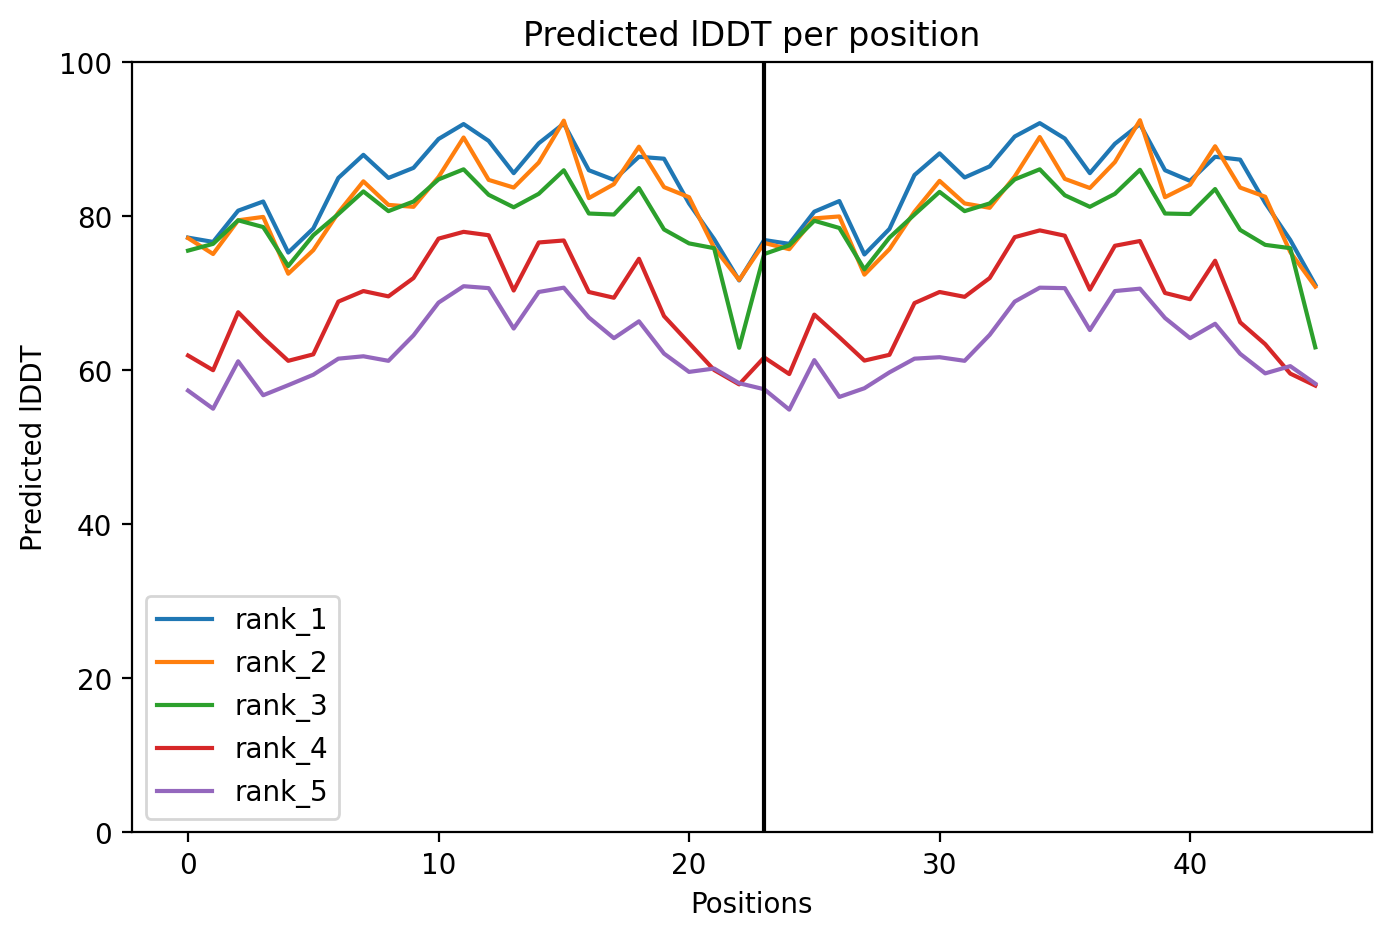 Predicted lDDT per position
Predicted lDDT
100
80
60
40
20
0
rank_1
rank_2
rank_3
rank_4
rank_5
0 10 20 30 40
Positions